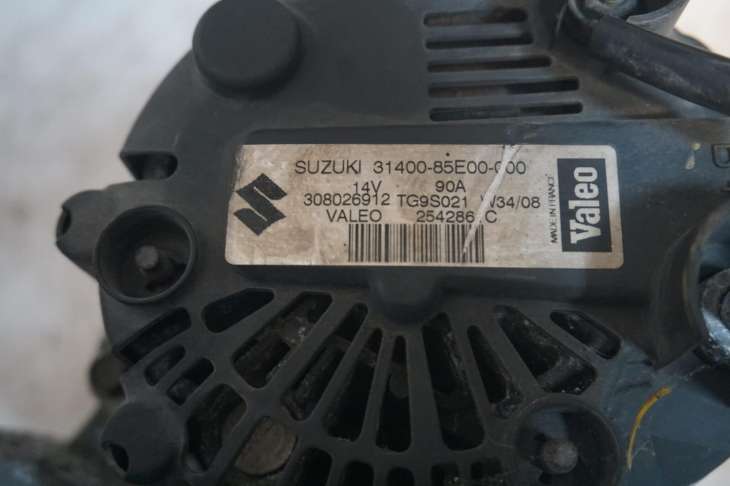 SUZUKI 31400-85E00-000
14V 90A
308026912 TG9S021 W34/08
VALEO 254286 C
MADE IN FRANCE
Valeo